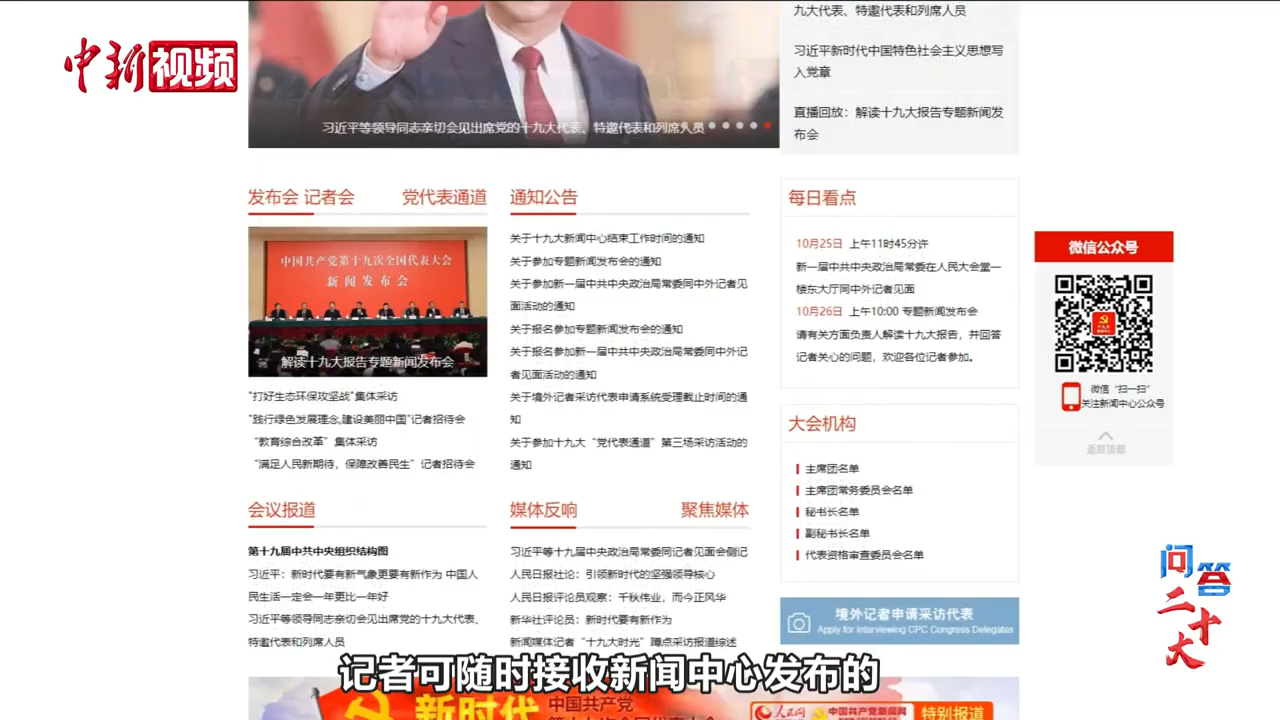 中新视频
九大代表、特邀代表和列席人员
习近平新时代中国特色社会主义思想写
入党章
直播回放：解读十九大报告专题新闻发
布会
习近平等领导同志亲切会见出席党的十九大代表、特邀代表和列席人员
发布会 记者会
党代表通道
中国共产党第十九次全国代表大会
新闻发布会
解读十九大报告专题新闻发布会
"打好生态环保攻坚战"集体采访
"践行绿色发展理念,建设美丽中国"记者招待会
“教育综合改革”集体采访
“满足人民新期待，保障改善民生”记者招待会
通知公告
关于十九大新闻中心结束工作时间的通知
关于参加专题新闻发布会的通知
关于参加新一届中共中央政治局常委同中外记者见
面活动的通知
关于报名参加专题新闻发布会的通知
关于报名参加新一届中共中央政治局常委同中外记
者见面活动的通知
关于境外记者采访代表申请系统受理截止时间的通
知
关于参加十九大“党代表通道”第三场采访活动的
通知
每日看点
10月25日 上午11时45分许
新一届中共中央政治局常委在人民大会堂一
楼东大厅同中外记者见面
10月26日 上午10:00 专题新闻发布会
请有关方面负责人解读十九大报告，并回答
记者关心的问题，欢迎各位记者参加。
微信公众号
微信“扫一扫”
关注新闻中心公众号
返回顶部
大会机构
主席团名单
主席团常务委员会名单
秘书长名单
副秘书长名单
代表资格审查委员会名单
会议报道
第十九届中共中央组织结构图
习近平：新时代要有新气象更要有新作为 中国人
民生活一定会一年更比一年好
习近平等领导同志亲切会见出席党的十九大代表、
特邀代表和列席人员
媒体反响
聚焦媒体
习近平等十九届中央政治局常委同记者见面会侧记
人民日报社论：引领新时代的坚强领导核心
人民日报评论员观察：千秋伟业，而今正风华
新华社评论员：新时代要有新作为
新闻媒体记者“十九大时光”蹲点采访报道综述
境外记者申请采访代表
Apply for Interviewing CPC Congress Delegates
问答
二十大
记者可随时接收新闻中心发布的
新时代
中国共产党
人民网
中国共产党新闻网
特别报道